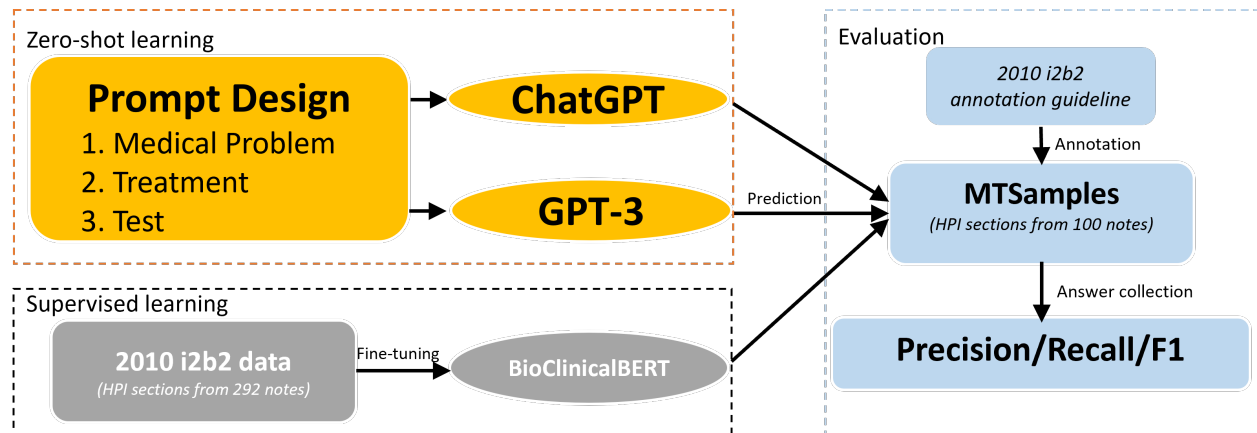 Zero-shot learning
Prompt Design
1. Medical Problem
2. Treatment
3. Test
ChatGPT
GPT-3
Prediction
Supervised learning
2010 i2b2 data
(HPI sections from 292 notes)
Fine-tuning
BioClinicalBERT
Evaluation
2010 i2b2
annotation guideline
Annotation
MTSamples
(HPI sections from 100 notes)
Answer collection
Precision/Recall/F1